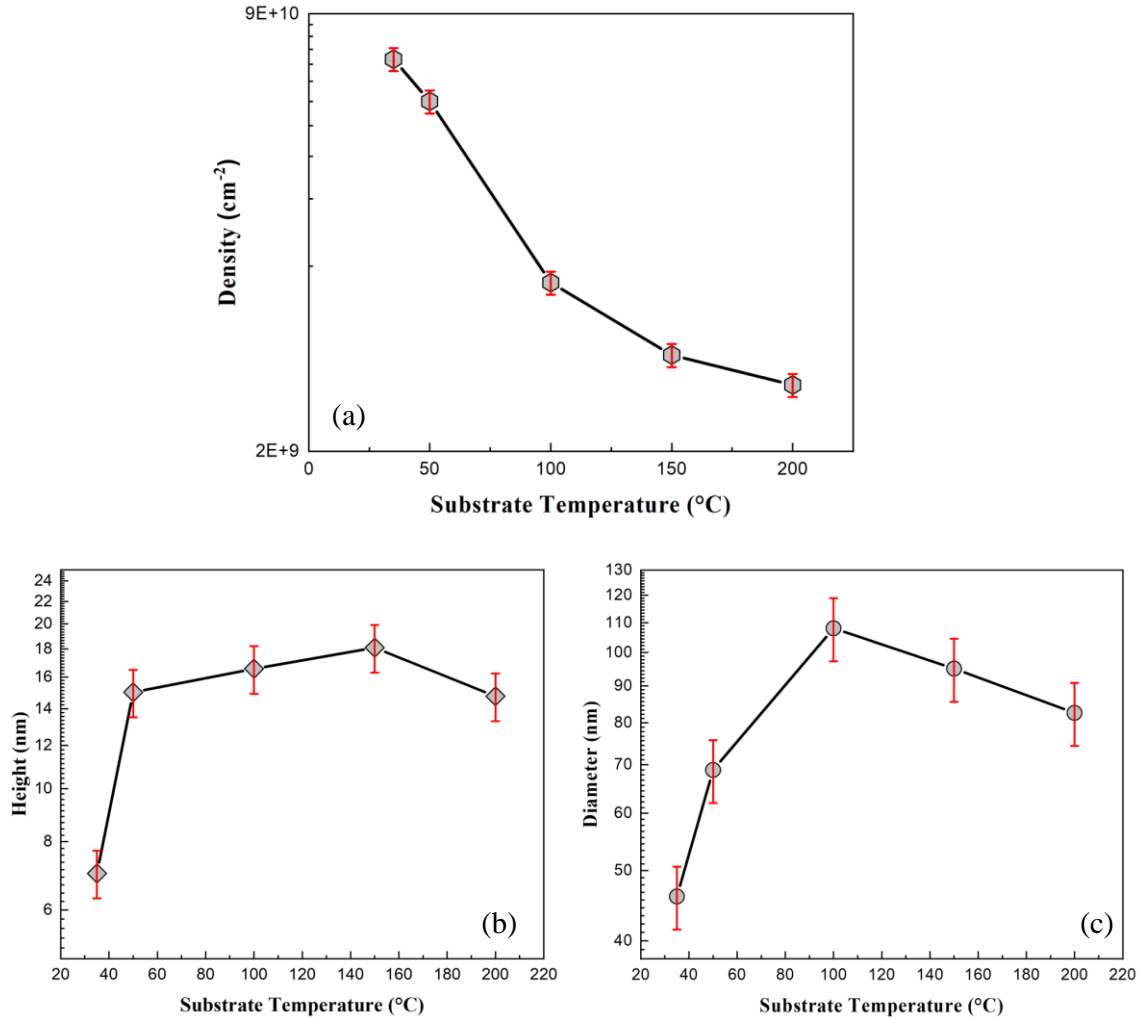 9E+10
Density (cm-2)
(a)
2E+9
0 50 100 150 200
Substrate Temperature (°C)
24
22
20
18
16
14
12
10
8
6
Height (nm)
(b)
20 40 60 80 100 120 140 160 180 200 220
Substrate Temperature (°C)
130
120
110
100
90
80
70
60
50
40
Diameter (nm)
(c)
20 40 60 80 100 120 140 160 180 200 220
Substrate Temperature (°C)